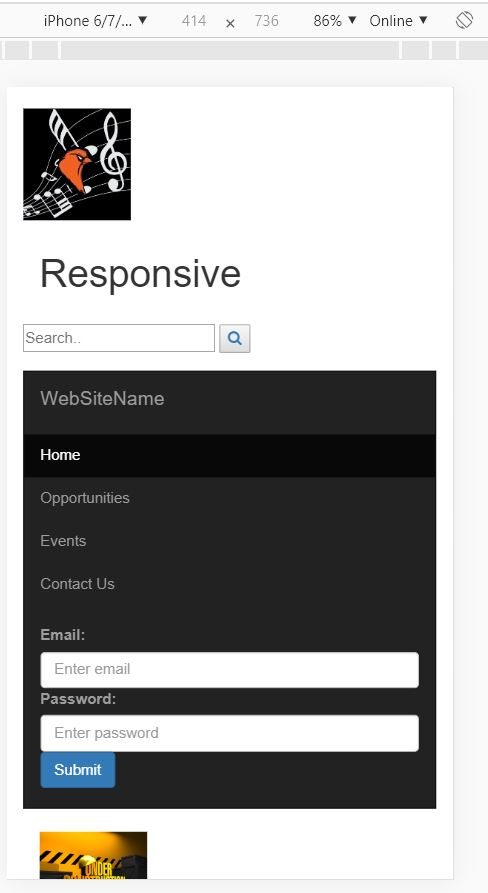 iPhone 6/7/... ▼ 414 × 736 86% ▼ Online ▼
Responsive
Search..
WebSiteName
Home
Opportunities
Events
Contact Us
Email:
Enter email
Password:
Enter password
Submit
UNDER